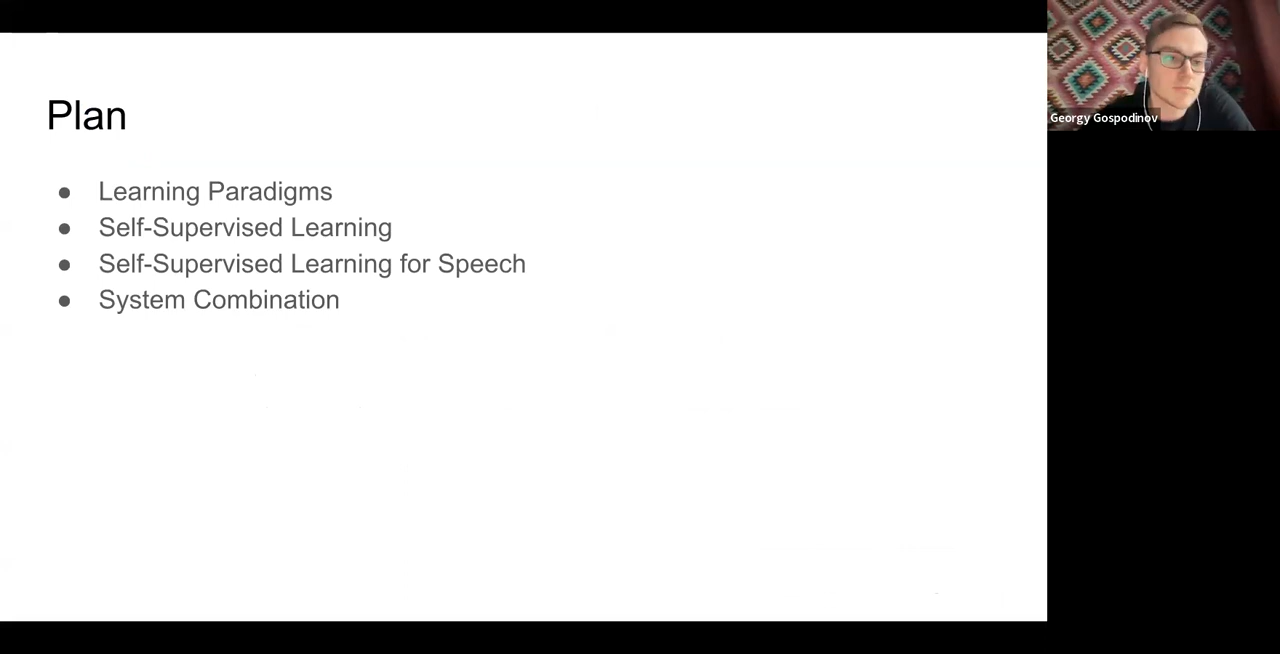 Plan
● Learning Paradigms
● Self-Supervised Learning
● Self-Supervised Learning for Speech
● System Combination
Georgy Gospodinov